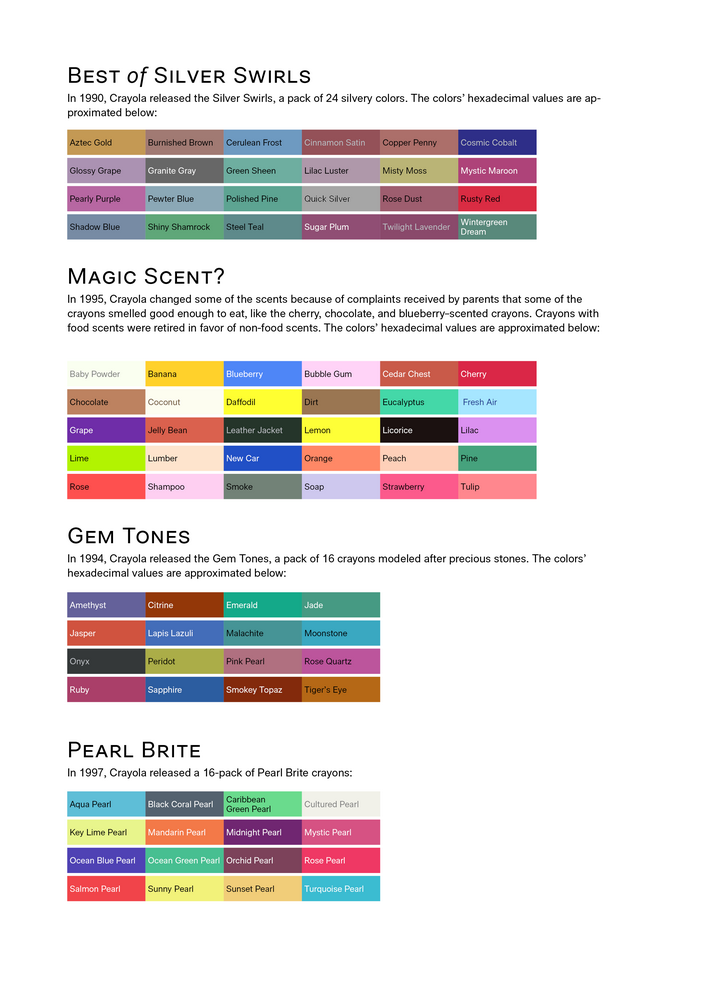 Best of Silver Swirls
In 1990, Crayola released the Silver Swirls, a pack of 24 silvery colors. The colors’ hexadecimal values are ap-
proximated below:
Aztec Gold Burnished Brown Cerulean Frost Cinnamon Satin Copper Penny Cosmic Cobalt
Glossy Grape Granite Gray Green Sheen Lilac Luster Misty Moss Mystic Maroon
Pearly Purple Pewter Blue Polished Pine Quick Silver Rose Dust Rusty Red
Shadow Blue Shiny Shamrock Steel Teal Sugar Plum Twilight Lavender Wintergreen
Dream
Magic Scent?
In 1995, Crayola changed some of the scents because of complaints received by parents that some of the
crayons smelled good enough to eat, like the cherry, chocolate, and blueberry-scented crayons. Crayons with
food scents were retired in favor of non-food scents. The colors’ hexadecimal values are approximated below:
Baby Powder Banana Blueberry Bubble Gum Cedar Chest Cherry
Chocolate Coconut Daffodil Dirt Eucalyptus Fresh Air
Grape Jelly Bean Leather Jacket Lemon Licorice Lilac
Lime Lumber New Car Orange Peach Pine
Rose Shampoo Smoke Soap Strawberry Tulip
Gem Tones
In 1994, Crayola released the Gem Tones, a pack of 16 crayons modeled after precious stones. The colors’
hexadecimal values are approximated below:
Amethyst Citrine Emerald Jade
Jasper Lapis Lazuli Malachite Moonstone
Onyx Peridot Pink Pearl Rose Quartz
Ruby Sapphire Smokey Topaz Tiger’s Eye
Pearl Brite
In 1997, Crayola released a 16-pack of Pearl Brite crayons:
Aqua Pearl Black Coral Pearl Caribbean
Green Pearl Cultured Pearl
Key Lime Pearl Mandarin Pearl Midnight Pearl Mystic Pearl
Ocean Blue Pearl Ocean Green Pearl Orchid Pearl Rose Pearl
Salmon Pearl Sunny Pearl Sunset Pearl Turquoise Pearl